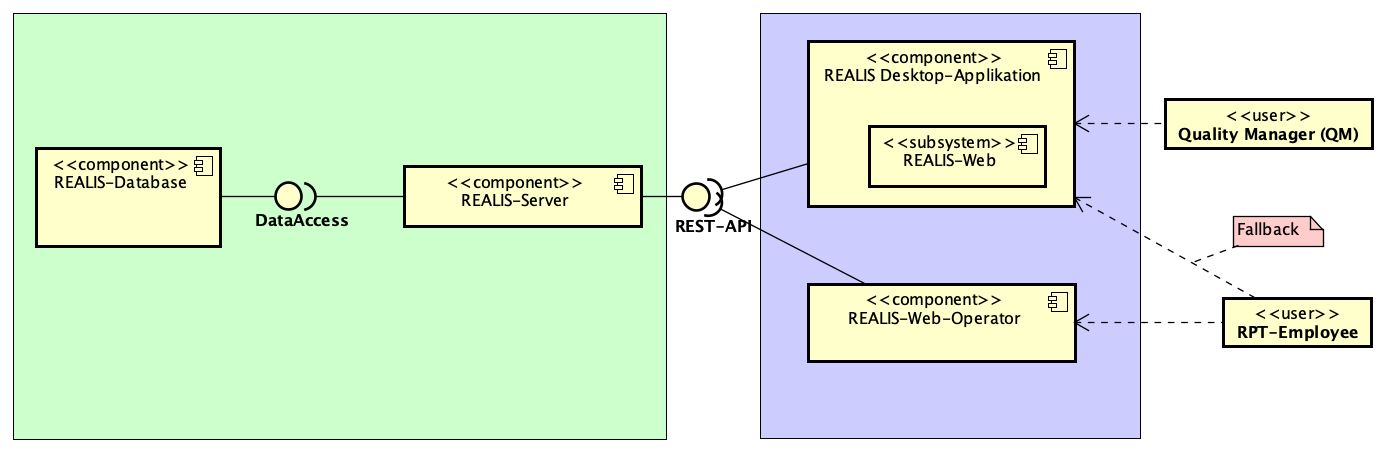 <<component>>
REALIS-Database
DataAccess
<<component>>
REALIS-Server
REST-API
<<component>>
REALIS Desktop-Applikation
<<subsystem>>
REALIS-Web
<<component>>
REALIS-Web-Operator
<<user>>
Quality Manager (QM)
Fallback
<<user>>
RPT-Employee